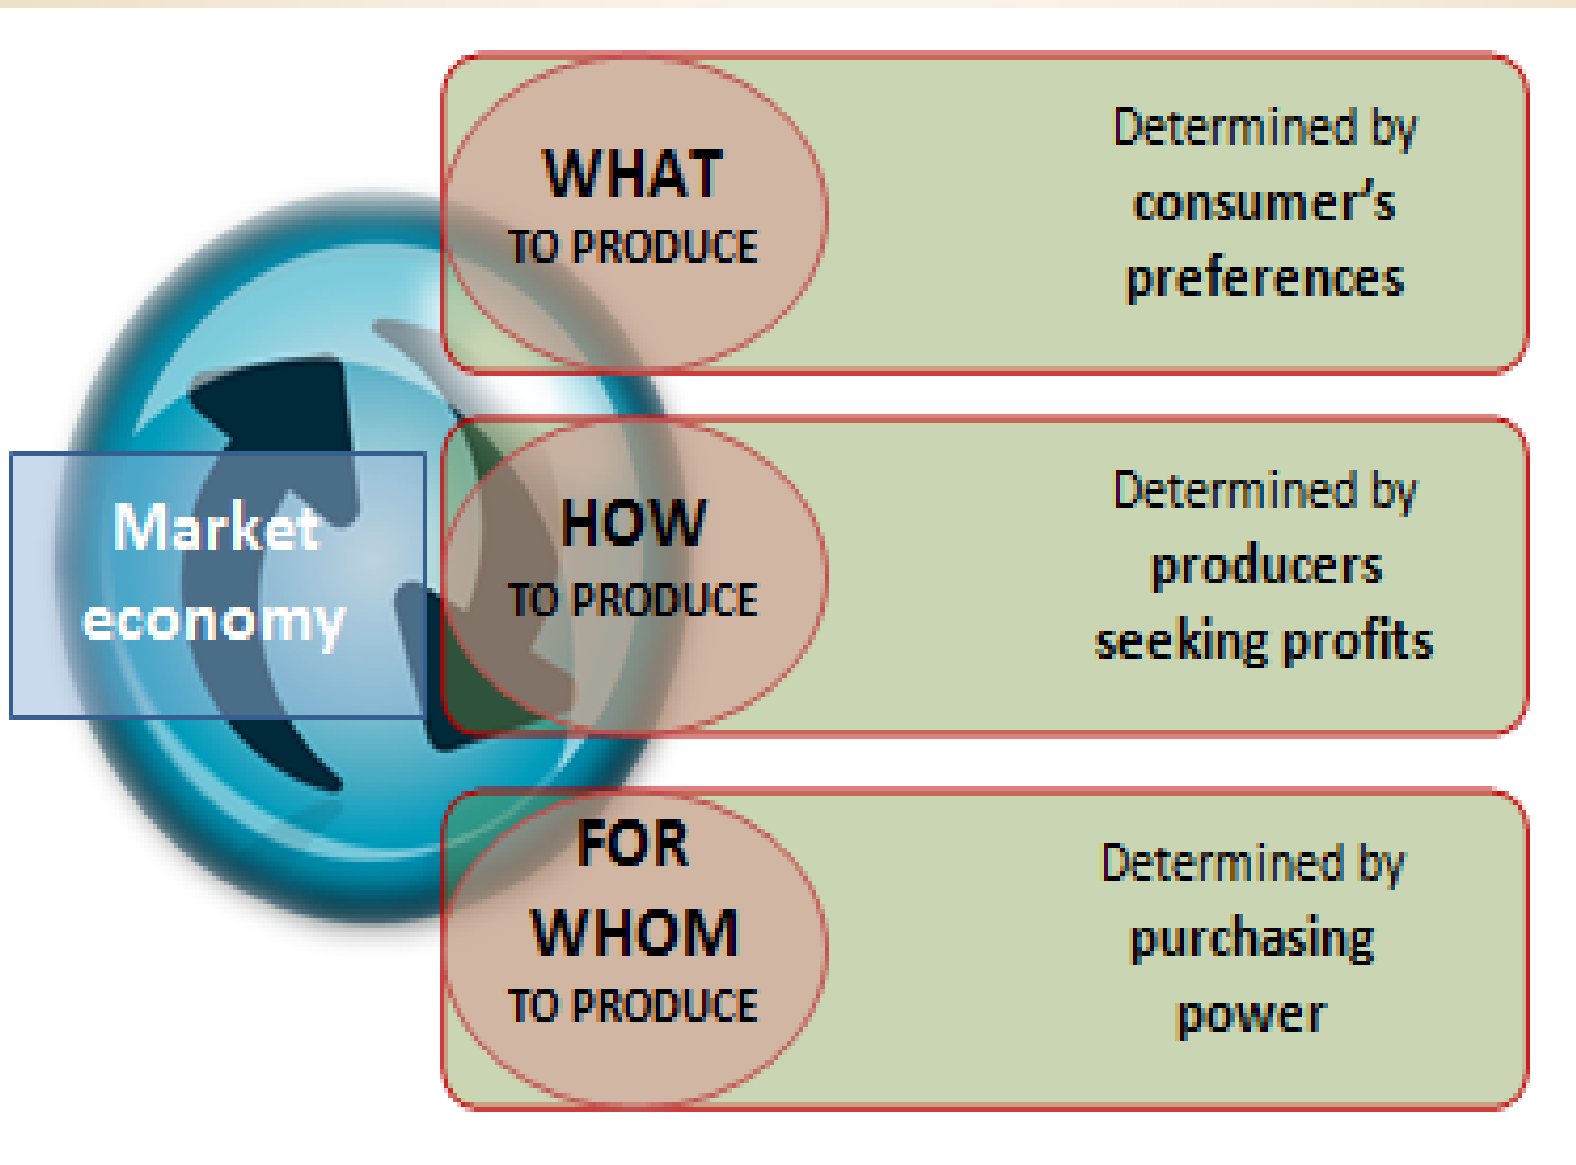 Market
economy
WHAT
TO PRODUCE
Determined by
consumer's
preferences
HOW
TO PRODUCE
Determined by
producers
seeking profits
FOR
WHOM
TO PRODUCE
Determined by
purchasing
power